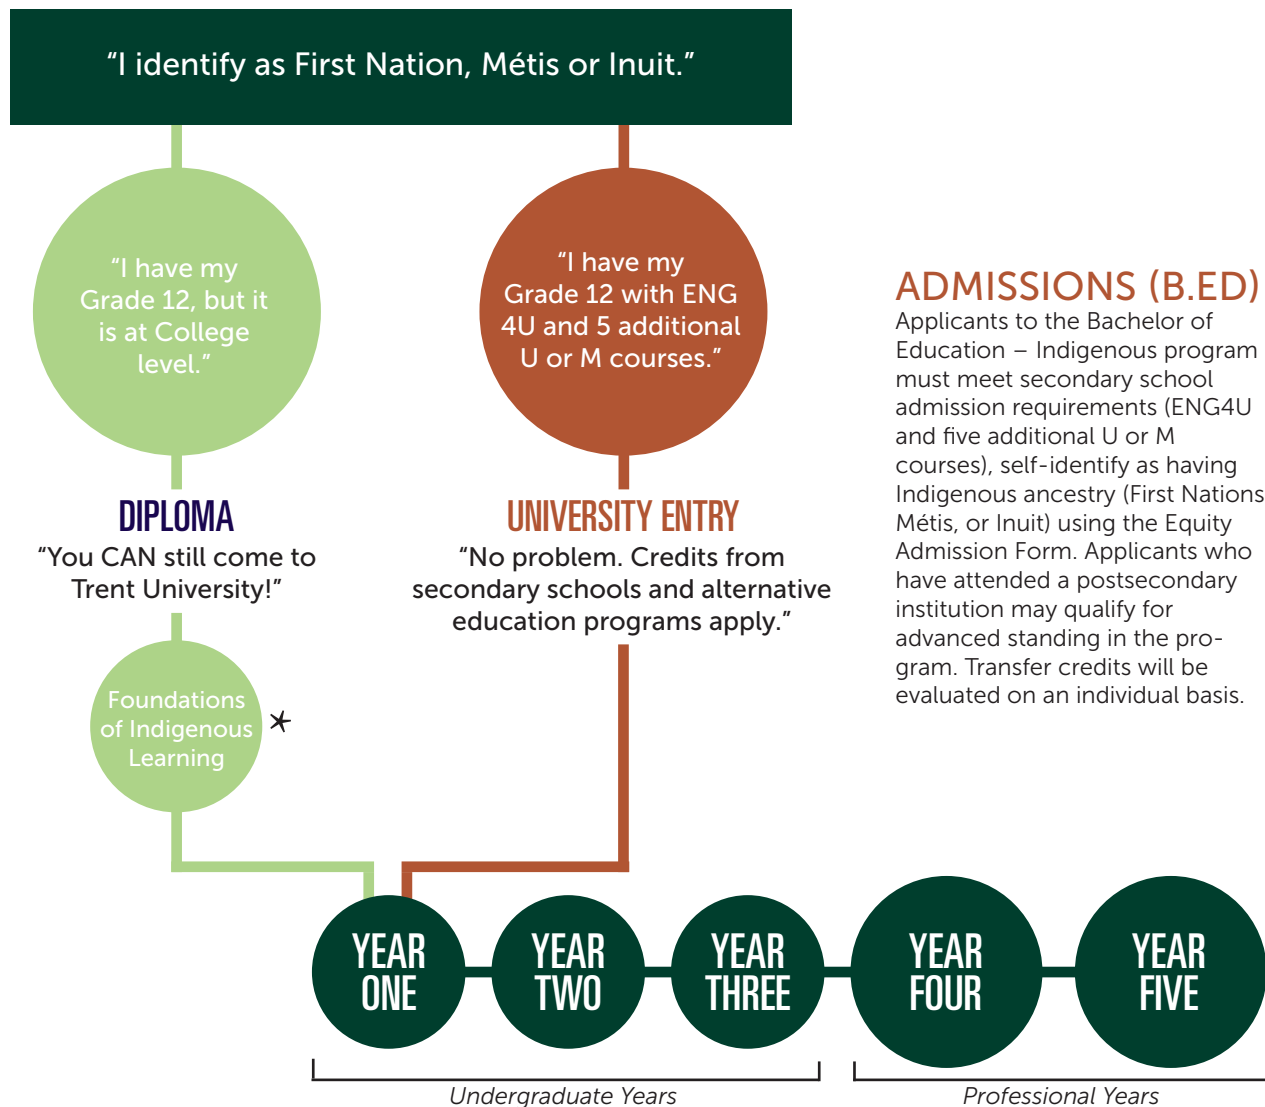 “I identify as First Nation, Métis or Inuit.”
“I have my
Grade 12, but it
is at College
level.”
“I have my
Grade 12 with ENG
4U and 5 additional
U or M courses.”
DIPLOMA
“You CAN still come to
Trent University!”
UNIVERSITY ENTRY
“No problem. Credits from
secondary schools and alternative
education programs apply.”
Foundations
of Indigenous
Learning
*
ADMISSIONS (B.ED)
Applicants to the Bachelor of
Education – Indigenous program
must meet secondary school
admission requirements (ENG4U
and five additional U or M
courses), self-identify as having
Indigenous ancestry (First Nations
Métis, or Inuit) using the Equity
Admission Form. Applicants who
have attended a postsecondary
institution may qualify for
advanced standing in the pro-
gram. Transfer credits will be
evaluated on an individual basis.
YEAR
ONE
YEAR
TWO
YEAR
THREE
YEAR
FOUR
YEAR
FIVE
Undergraduate Years
Professional Years